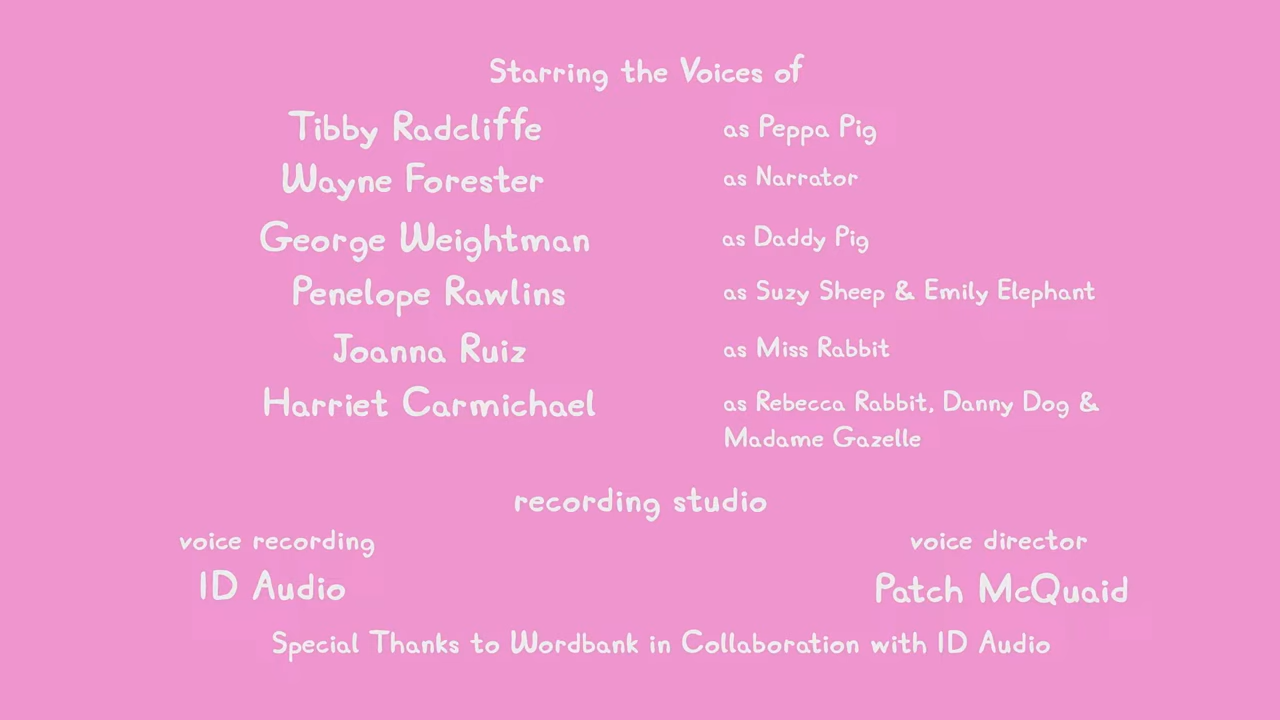 Starring the Voices of
Tibby Radcliffe as Peppa Pig
Wayne Forester as Narrator
George Weightman as Daddy Pig
Penelope Rawlins as Suzy Sheep & Emily Elephant
Joanna Ruiz as Miss Rabbit
Harriet Carmichael as Rebecca Rabbit, Danny Dog &
Madame Gazelle
recording studio
voice recording voice director
ID Audio Patch McQuaid
Special Thanks to Wordbank in Collaboration with ID Audio